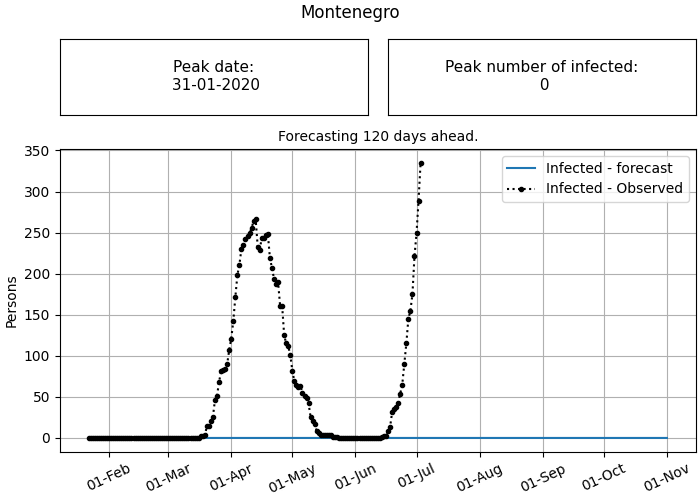 Montenegro
Peak date:
31-01-2020
Peak number of infected:
0
Forecasting 120 days ahead.
Infected - forecast
Infected - Observed
Persons
350
300
250
200
150
100
50
0
01-Feb
01-Mar
01-Apr
01-May
01-Jun
01-Jul
01-Aug
01-Sep
01-Oct
01-Nov